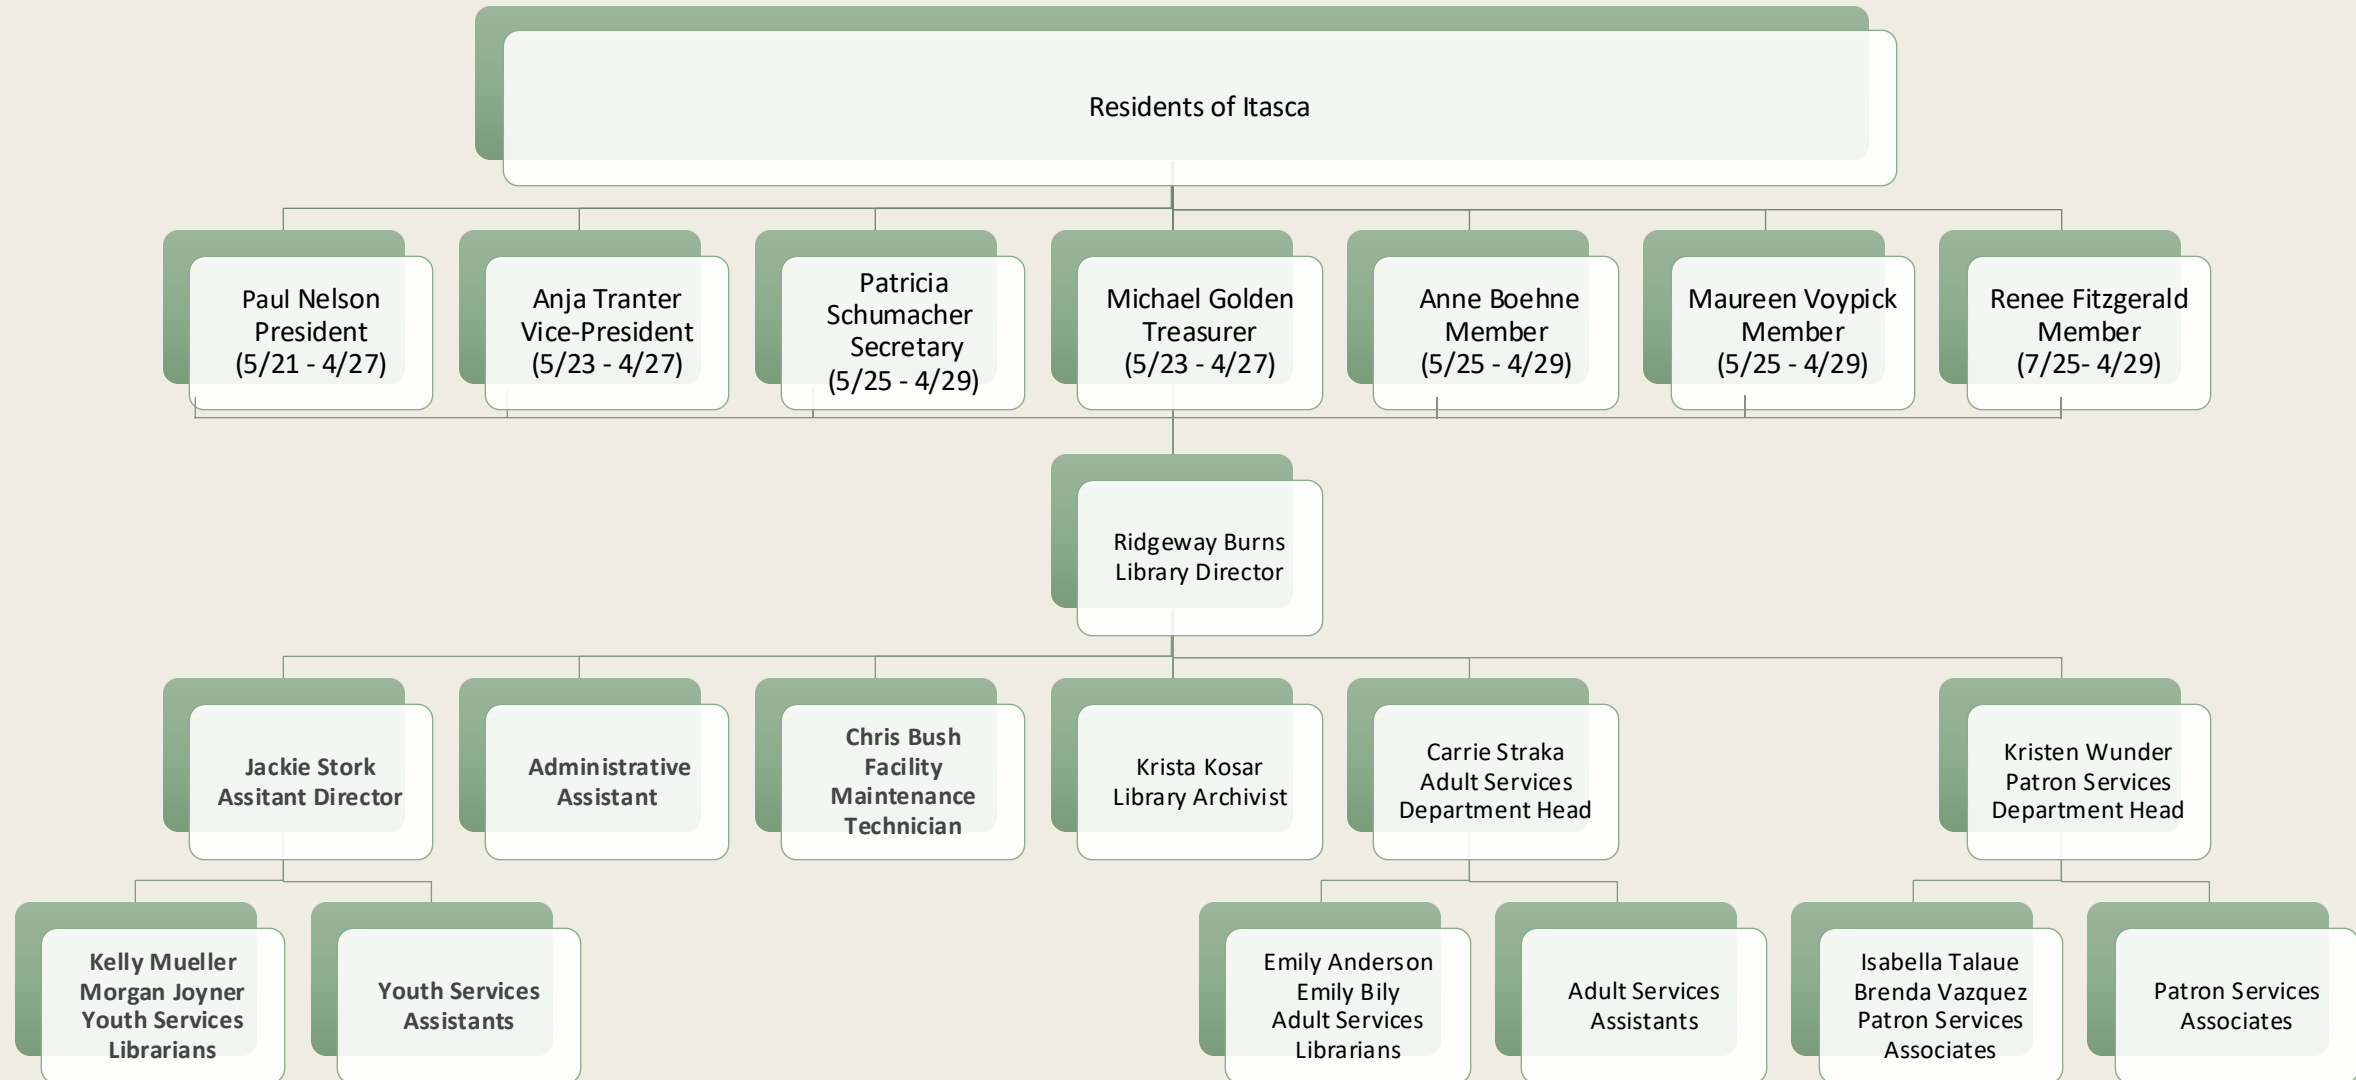 Residents of Itasca
Paul Nelson
President
(5/21 - 4/27)
Anja Tranter
Vice-President
(5/23 - 4/27)
Patricia
Schumacher
Secretary
(5/25 - 4/29)
Michael Golden
Treasurer
(5/23 - 4/27)
Anne Boehne
Member
(5/25 - 4/29)
Maureen Voypick
Member
(5/25 - 4/29)
Renee Fitzgerald
Member
(7/25- 4/29)
Ridgeway Burns
Library Director
Jackie Stork
Assitant Director
Administrative
Assistant
Chris Bush
Facility
Maintenance
Technician
Krista Kosar
Library Archivist
Carrie Straka
Adult Services
Department Head
Kristen Wunder
Patron Services
Department Head
Kelly Mueller
Morgan Joyner
Youth Services
Librarians
Youth Services
Assistants
Emily Anderson
Emily Bily
Adult Services
Librarians
Adult Services
Assistants
Isabella Talaue
Brenda Vazquez
Patron Services
Associates
Patron Services
Associates